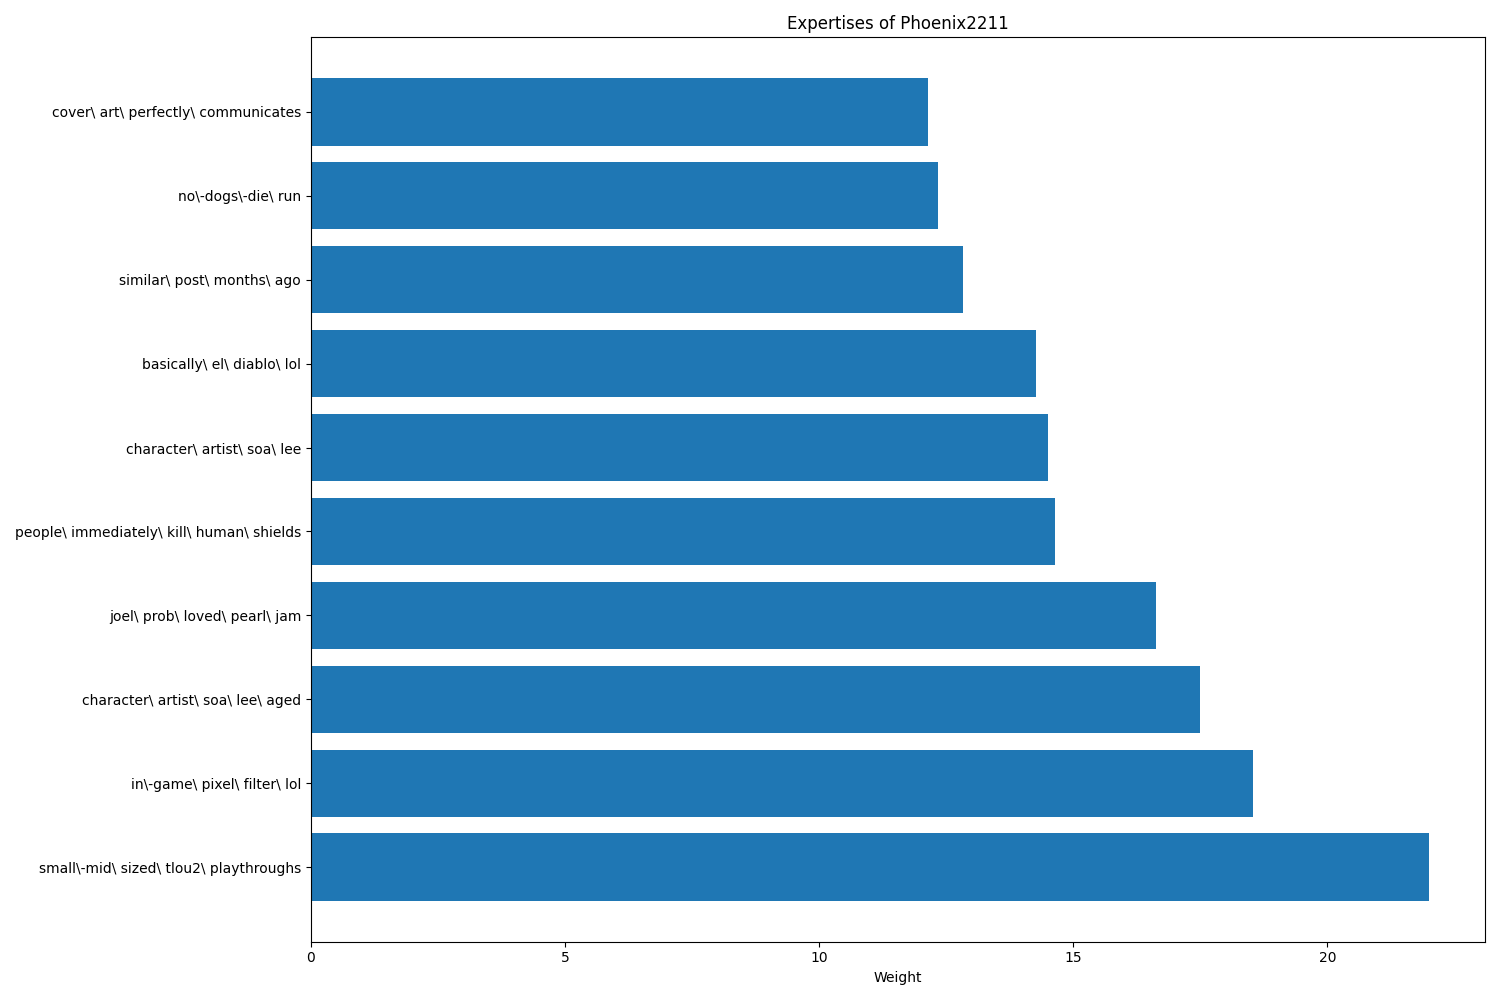 Expertises of Phoenix2211
cover\ art\ perfectly\ communicates
no\-dogs\-die\ run
similar\ post\ months\ ago
basically\ el\ diablo\ lol
character\ artist\ soa\ lee
people\ immediately\ kill\ human\ shields
joel\ prob\ loved\ pearl\ jam
character\ artist\ soa\ lee\ aged
in\-game\ pixel\ filter\ lol
small\-mid\ sized\ tlou2\ playthroughs
0 5 10 15 20
Weight